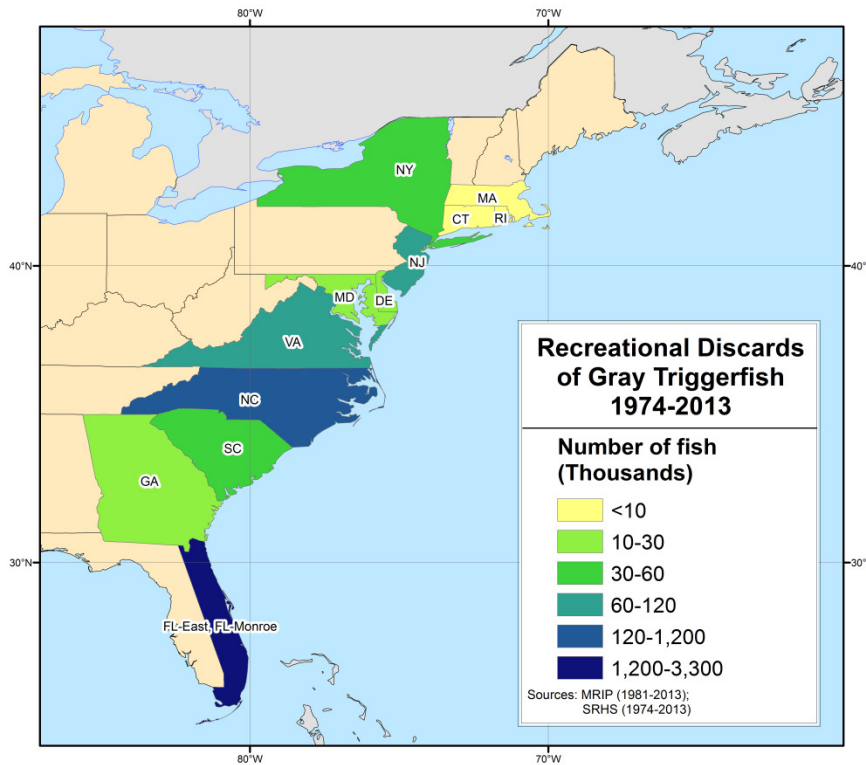 80°W
70°W
NY
MA
CT
RI
40°
40°
NJ
MD
DE
VA
NC
SC
GA
30°
30°
FL-East, FL-Monroe
Recreational Discards
of Gray Triggerfish
1974-2013
Number of fish
(Thousands)
<10
10-30
30-60
60-120
120-1,200
1,200-3,300
Sources: MRIP (1981-2013);
SRHS (1974-2013)
80°W
70°W